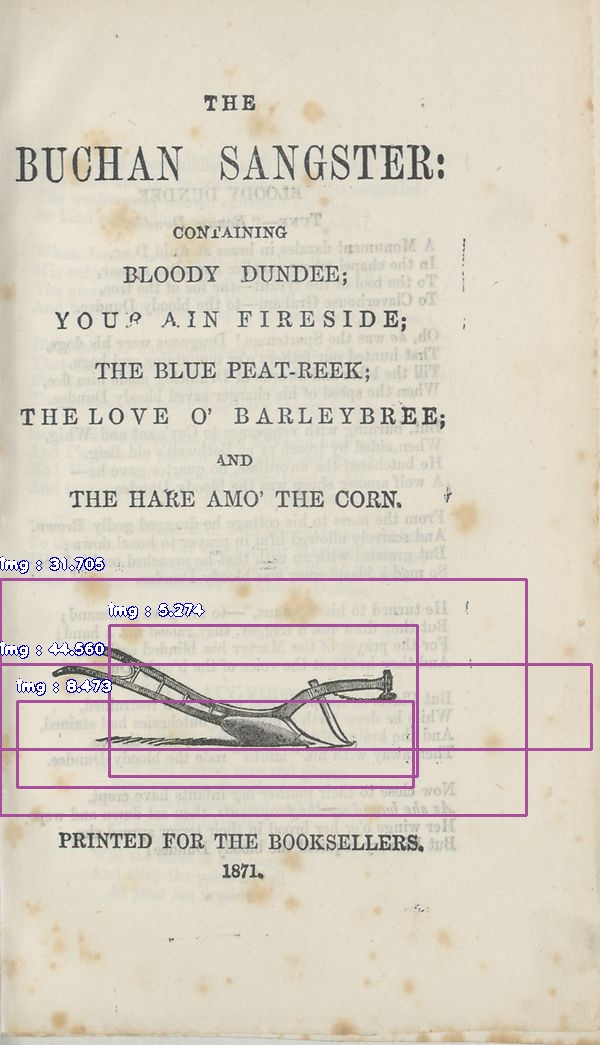 THE
BUCHAN SANGSTER:
CONTAINING
BLOODY DUNDEE;
YOUR AIN FIRESIDE;
THE BLUE PEAT-REEK;
THE LOVE O' BARLEYBREE;
AND
THE HARE AMO' THE CORN.
img : 31.705
img : 5.274
img : 44.560
img : 8.473
PRINTED FOR THE BOOKSELLERS.
1871.